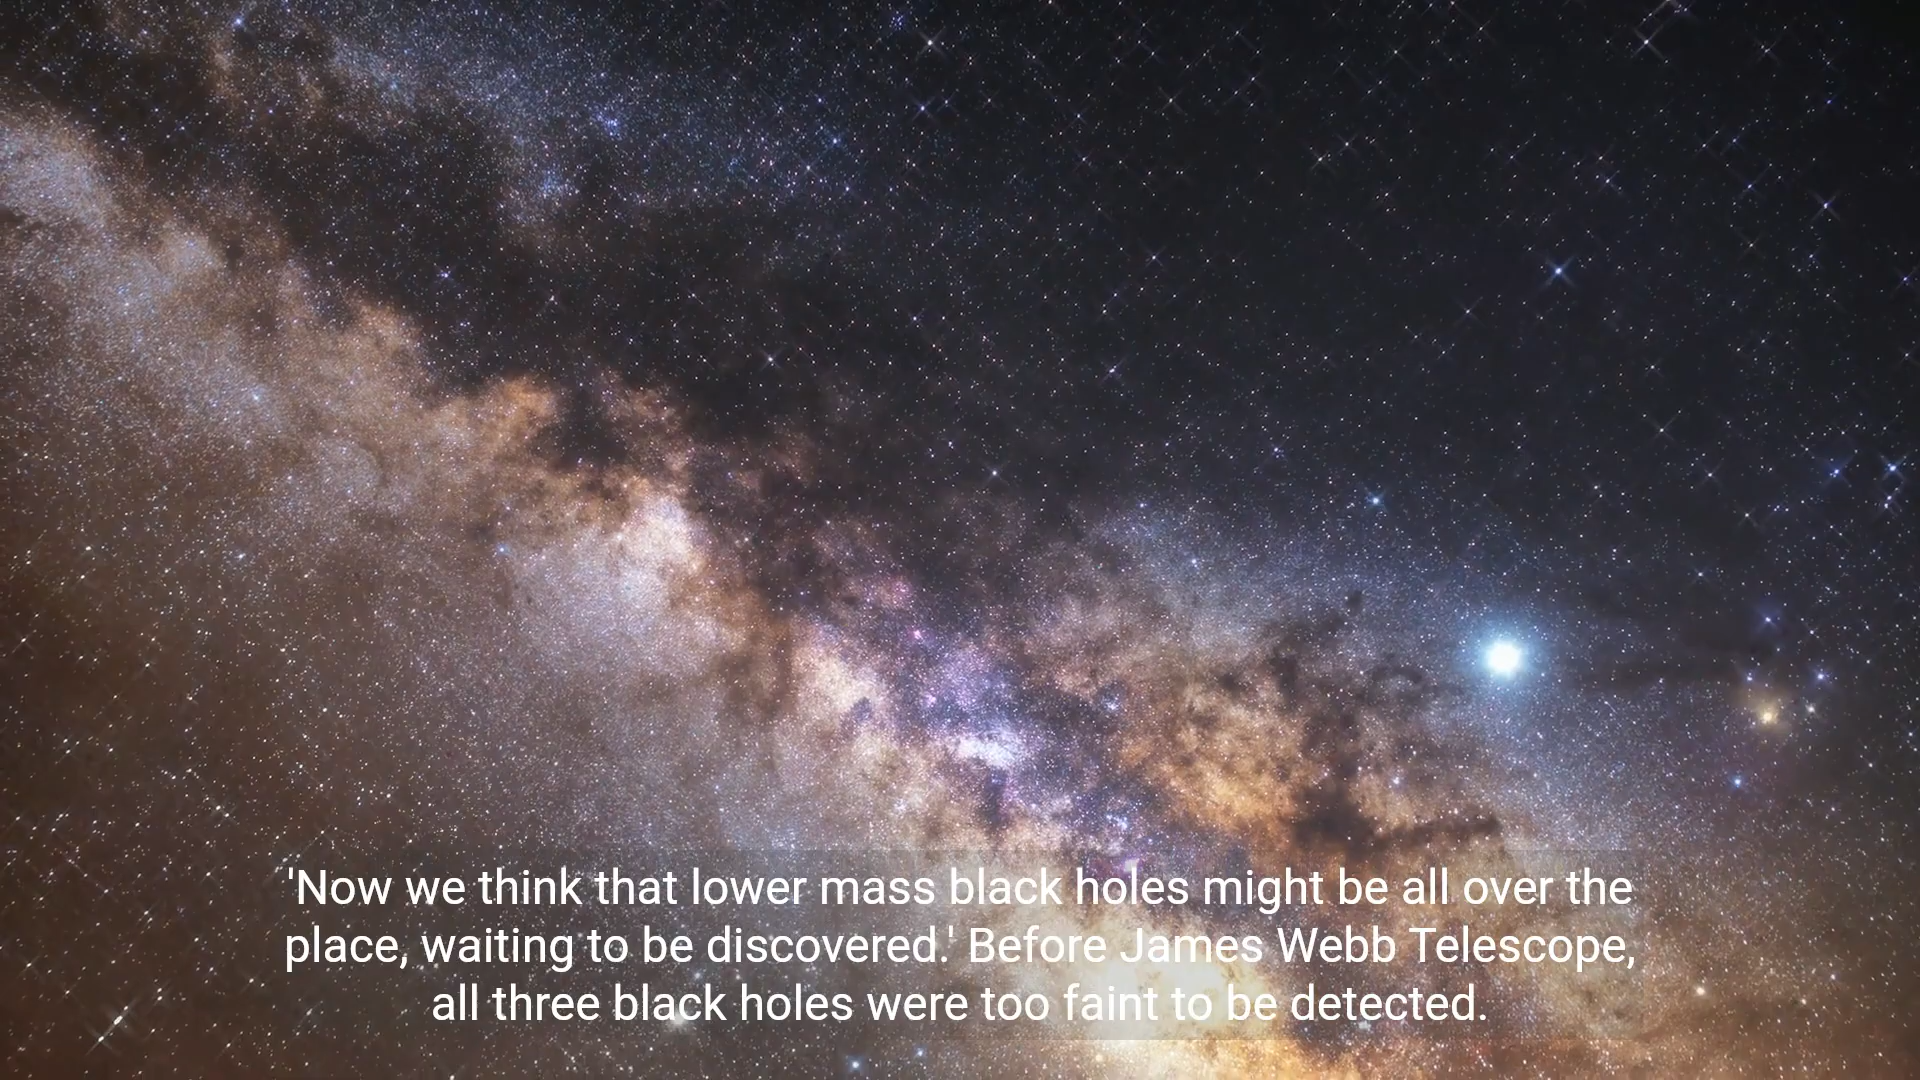 'Now we think that lower mass black holes might be all over the
place, waiting to be discovered.' Before James Webb Telescope,
all three black holes were too faint to be detected.